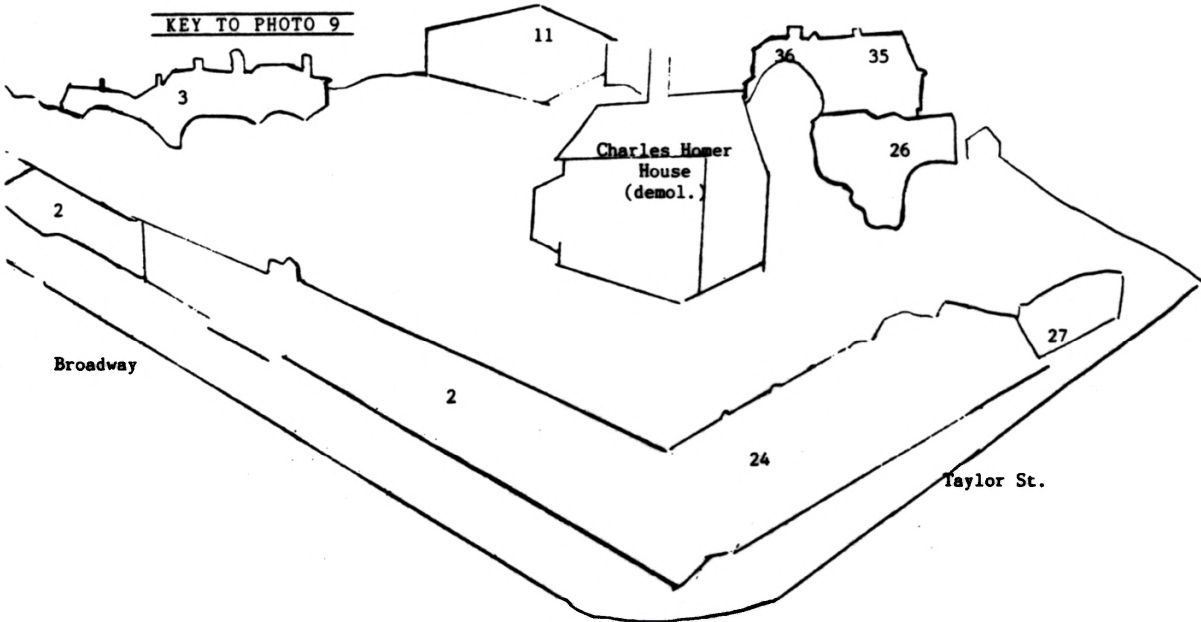 KEY TO PHOTO 9
11
36
35
3
Charles Homer
House
(demol.)
26
2
27
Broadway
2
24
Taylor St.